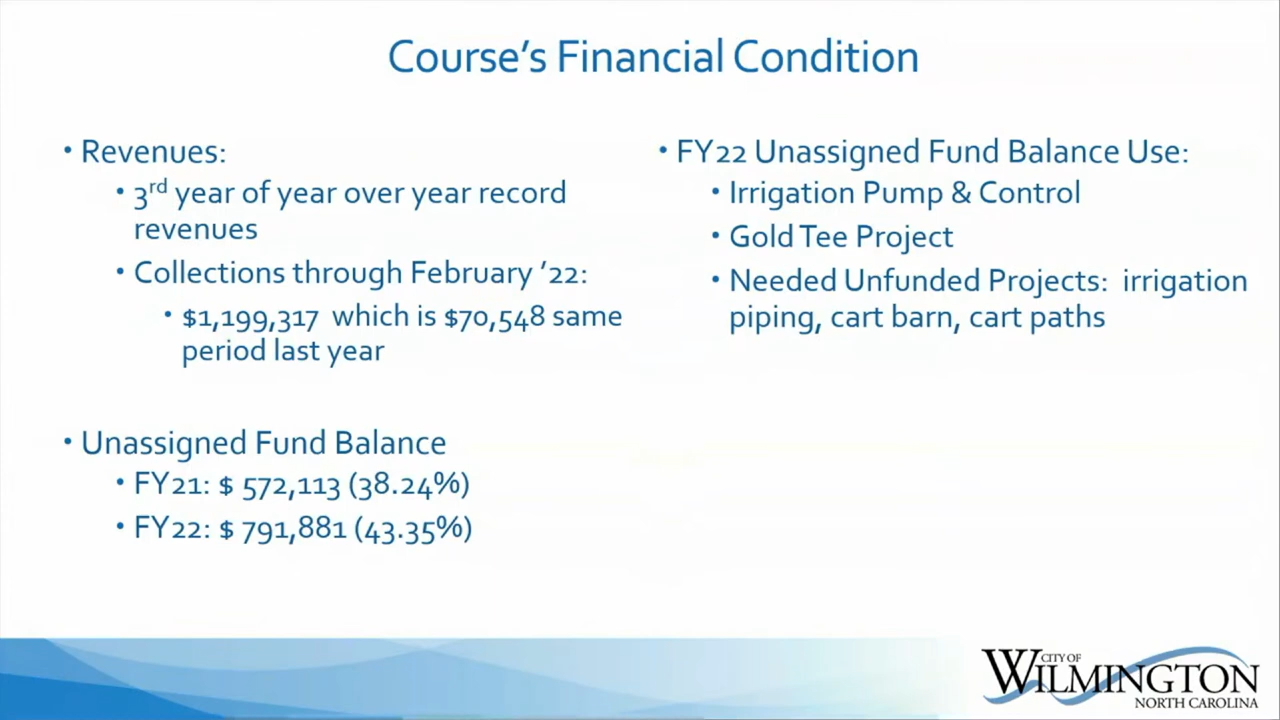 Course's Financial Condition
• Revenues:
• 3rd year of year over year record
revenues
• Collections through February '22:
• $1,199,317 which is $70,548 same
period last year
• Unassigned Fund Balance
• FY21: $ 572,113 (38.24%)
• FY22: $ 791,881 (43.35%)
• FY22 Unassigned Fund Balance Use:
• Irrigation Pump & Control
• Gold Tee Project
• Needed Unfunded Projects: irrigation
piping, cart barn, cart paths
CITY OF
WILMINGTON
NORTH CAROLINA